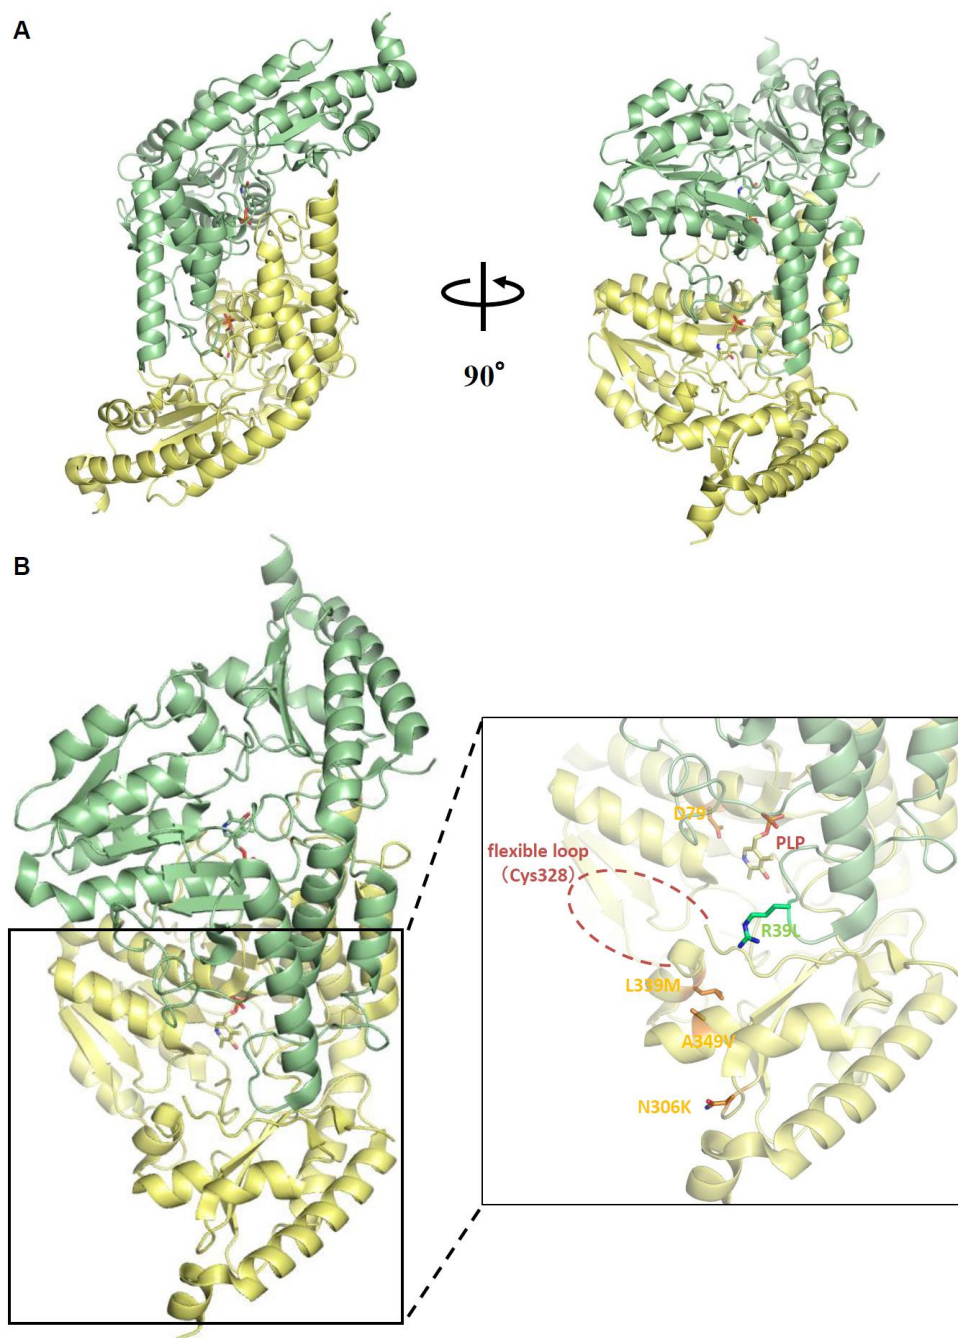 A
90°
B
D79
PLP
flexible loop
（Cys328）
R39L
L339M
A349V
N306K